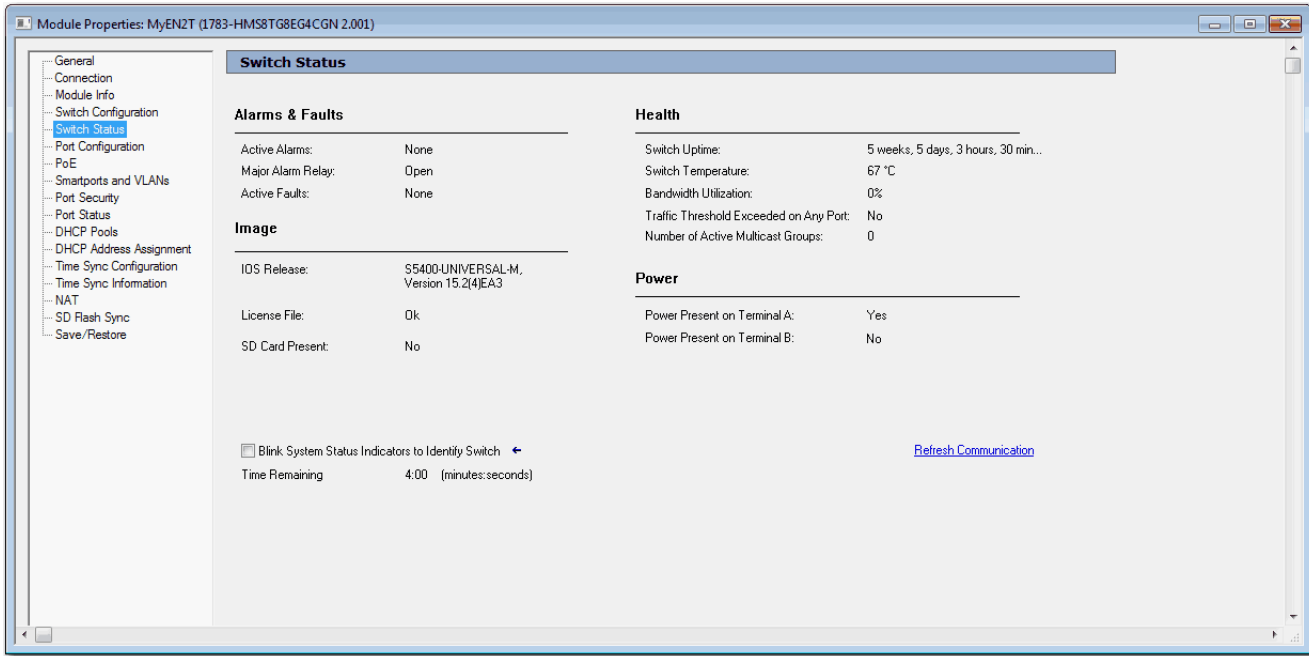 Module Properties: MyEN2T (1783-HMS8TG8EG4CGN 2.001)
General
Connection
Module Info
Switch Configuration
Switch Status
Port Configuration
PoE
Smartports and VLANs
Port Security
Port Status
DHCP Pools
DHCP Address Assignment
Time Sync Configuration
Time Sync Information
NAT
SD Flash Sync
Save/Restore
Switch Status
Alarms & Faults
Active Alarms: None
Major Alarm Relay: Open
Active Faults: None
Image
IOS Release: S5400-UNIVERSAL-M,
Version 15.2(4)EA3
License File: Ok
SD Card Present: No
Health
Switch Uptime: 5 weeks, 5 days, 3 hours, 30 min...
Switch Temperature: 67 °C
Bandwidth Utilization: 0%
Traffic Threshold Exceeded on Any Port: No
Number of Active Multicast Groups: 0
Power
Power Present on Terminal A: Yes
Power Present on Terminal B: No
Blink System Status Indicators to Identify Switch ←
Time Remaining 4:00 (minutes:seconds)
Refresh Communication